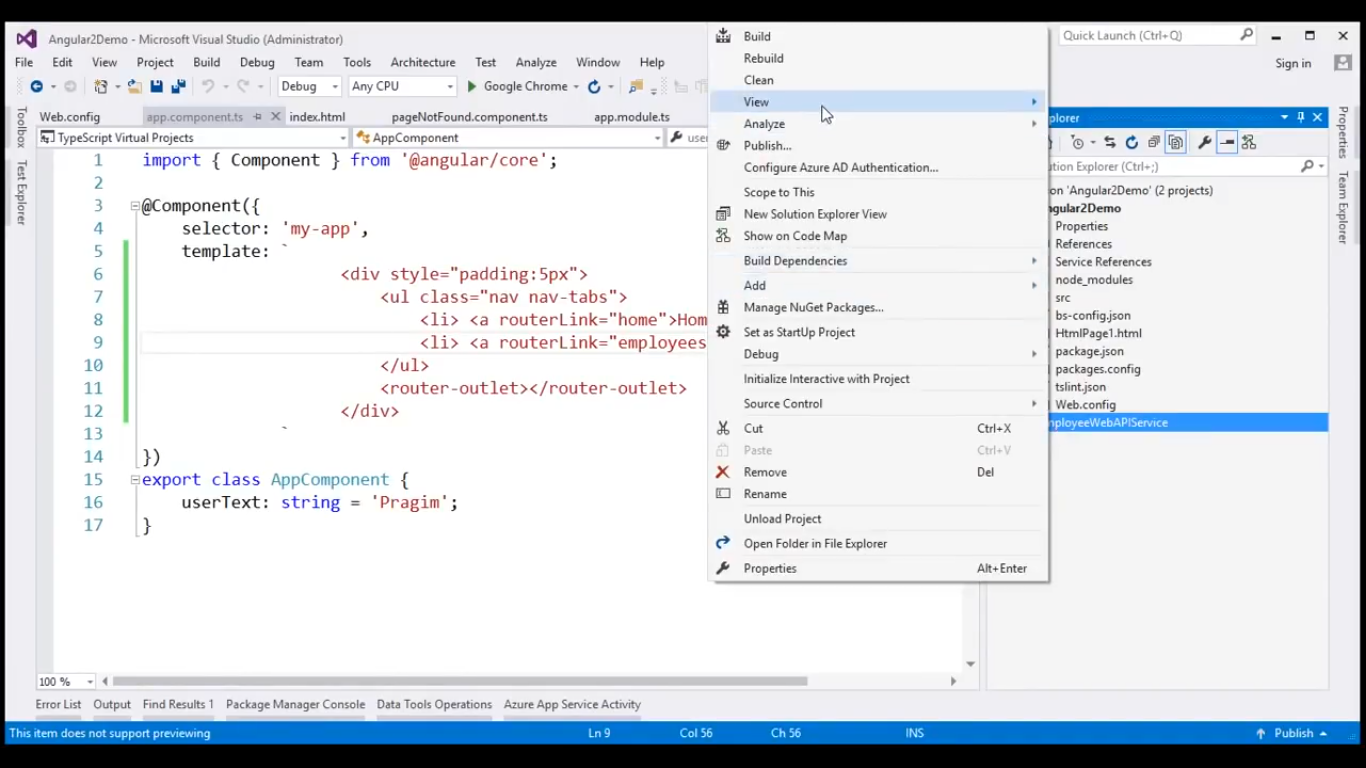 Angular2Demo - Microsoft Visual Studio (Administrator)
Quick Launch (Ctrl+Q)
File Edit View Project Build Debug Team Tools Architecture Test Analyze Window Help
Sign in
Debug Any CPU Google Chrome
Web.config app.component.ts index.html pageNotFound.component.ts app.module.ts
TypeScript Virtual Projects AppComponent
Toolbox
Test Explorer
1 import { Component } from '@angular/core';
2
3 @Component({
4 selector: 'my-app',
5 template: `
6 <div style="padding:5px">
7 <ul class="nav nav-tabs">
8 <li> <a routerLink="home">Hom
9 <li> <a routerLink="employees
10 </ul>
11 <router-outlet></router-outlet>
12 </div>
13 `
14 })
15 export class AppComponent {
16 userText: string = 'Pragim';
17 }
Build
Rebuild
Clean
View
Analyze
Publish...
Configure Azure AD Authentication...
Scope to This
New Solution Explorer View
Show on Code Map
Build Dependencies
Add
Manage NuGet Packages...
Set as StartUp Project
Debug
Initialize Interactive with Project
Source Control
Cut Ctrl+X
Paste Ctrl+V
Remove Del
Rename
Unload Project
Open Folder in File Explorer
Properties Alt+Enter
plorer
ution Explorer (Ctrl+;)
on 'Angular2Demo' (2 projects)
ngular2Demo
Properties
References
Service References
node_modules
src
bs-config.json
HtmlPage1.html
package.json
packages.config
tslint.json
Web.config
mployeeWebAPIService
Properties
Team Explorer
100 %
Error List Output Find Results 1 Package Manager Console Data Tools Operations Azure App Service Activity
This item does not support previewing Ln 9 Col 56 Ch 56 INS Publish